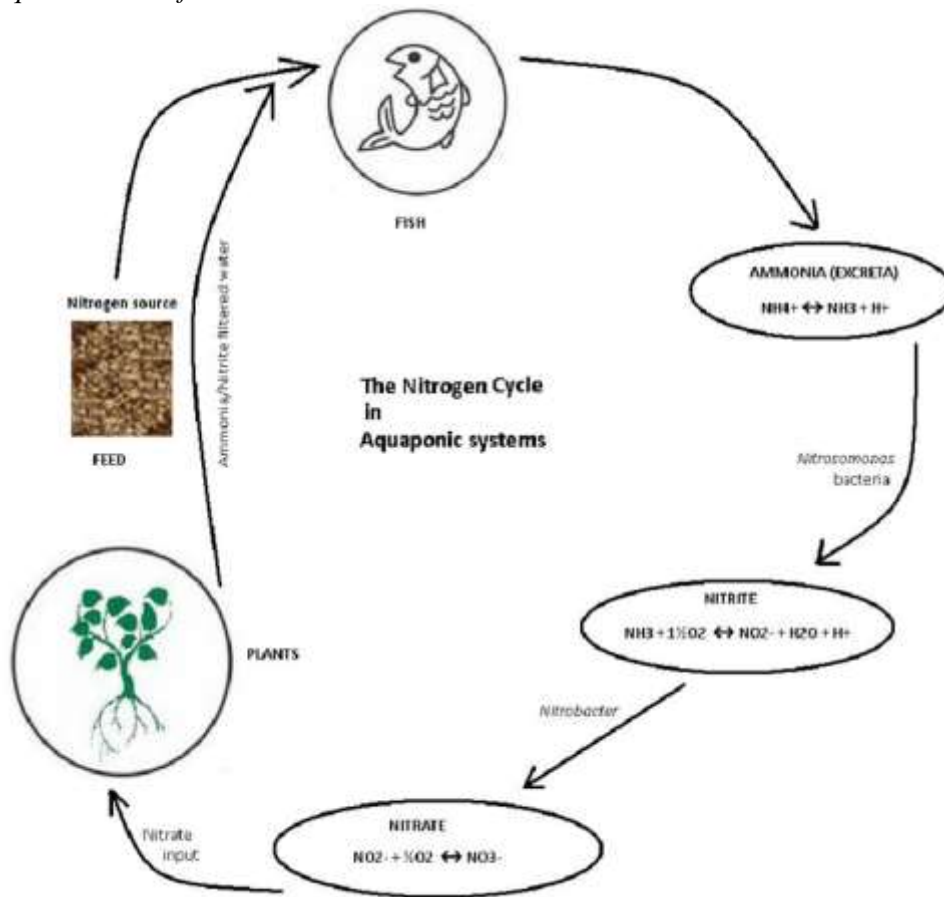 FISH
AMMONIA (EXCRETA)
NH4+ ↔ NH3 + H+
Nitrogen source
FEED
Ammonia/Nitrite filtered water
The Nitrogen Cycle
in
Aquaponic systems
Nitrosomonas
bacteria
NITRITE
NH3 + 1½O2 ↔ NO2- + H2O + H+
PLANTS
Nitrobacter
NITRATE
NO2- + ½O2 ↔ NO3-
Nitrate
input